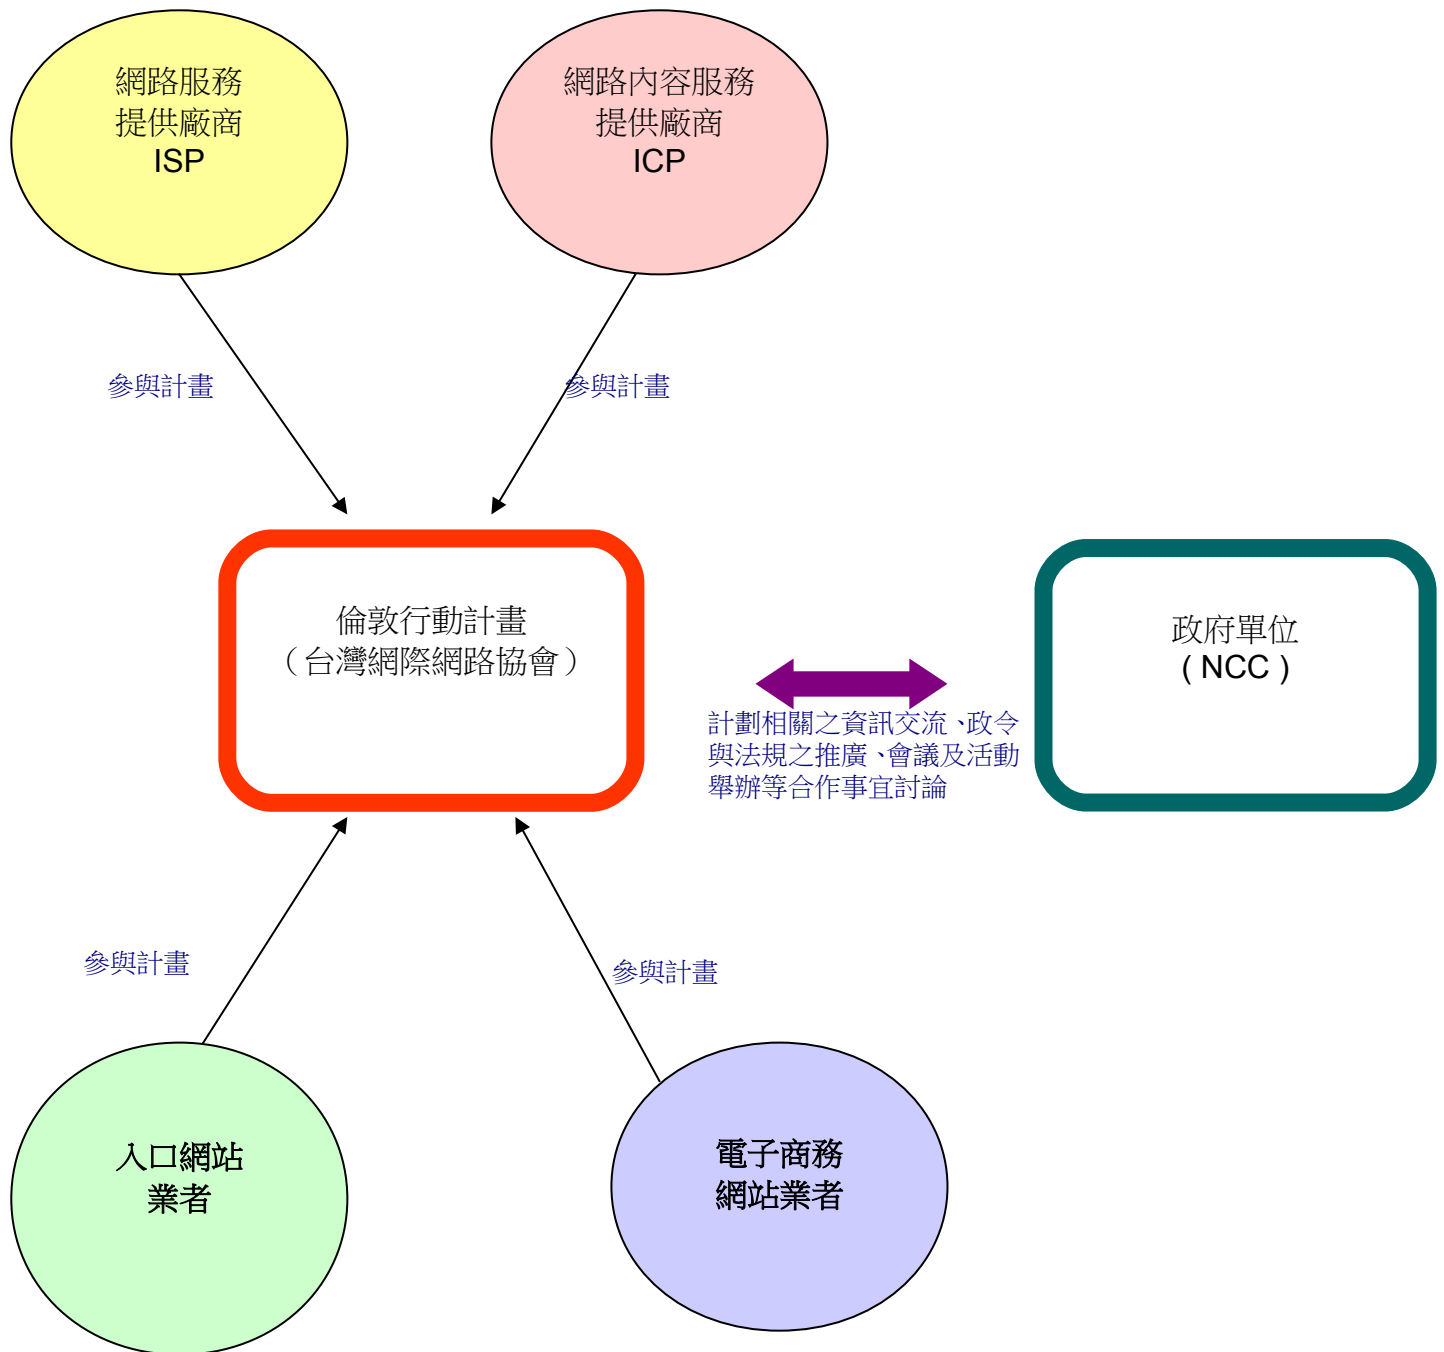 網路服務
提供廠商
ISP
網路內容服務
提供廠商
ICP
參與計畫
參與計畫
倫敦行動計畫
（台灣網際網路協會）
政府單位
( NCC )
計劃相關之資訊交流、政令
與法規之推廣、會議及活動
舉辦等合作事宜討論
參與計畫
參與計畫
入口網站
業者
電子商務
網站業者